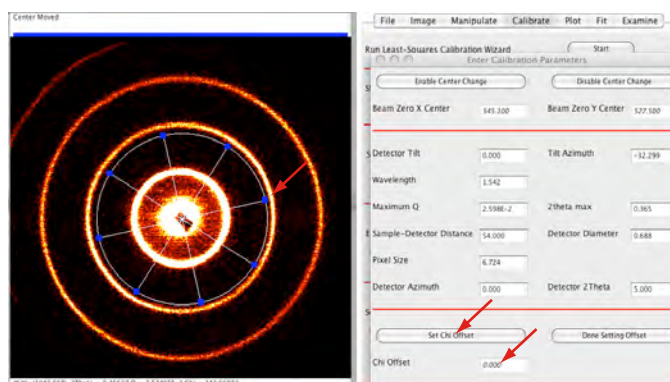 Center Moved
File Image Manipulate Calibrate Plot Fit Examine
Run Least-Squares Calibration Wizard Start
Enter Calibration Parameters
Enable Center Change Disable Center Change
Beam Zero X Center 545.300 Beam Zero Y Center 527.500
Detector Tilt 0.000 Tilt Azimuth -32.299
Wavelength 1.542
Maximum Q 2.598E-2 2theta max 0.365
Sample-Detector Distance 54.000 Detector Diameter 0.688
Pixel Size 6.724
Detector Azimuth 0.000 Detector 2Theta 5.000
Set Chi Offset Done Setting Offset
Chi Offset 0.000